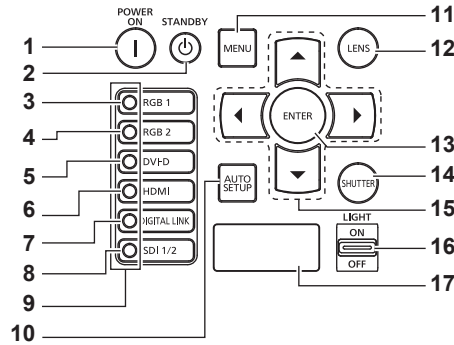 POWER ON
STANDBY
11
MENU
LENS
1
12
2
3
RGB 1
4
RGB 2
ENTER
5
DVI-D
13
6
HDMI
AUTO SETUP
SHUTTER
14
7
DIGITAL LINK
15
LIGHT
8
SDI 1/2
ON
16
9
OFF
10
17